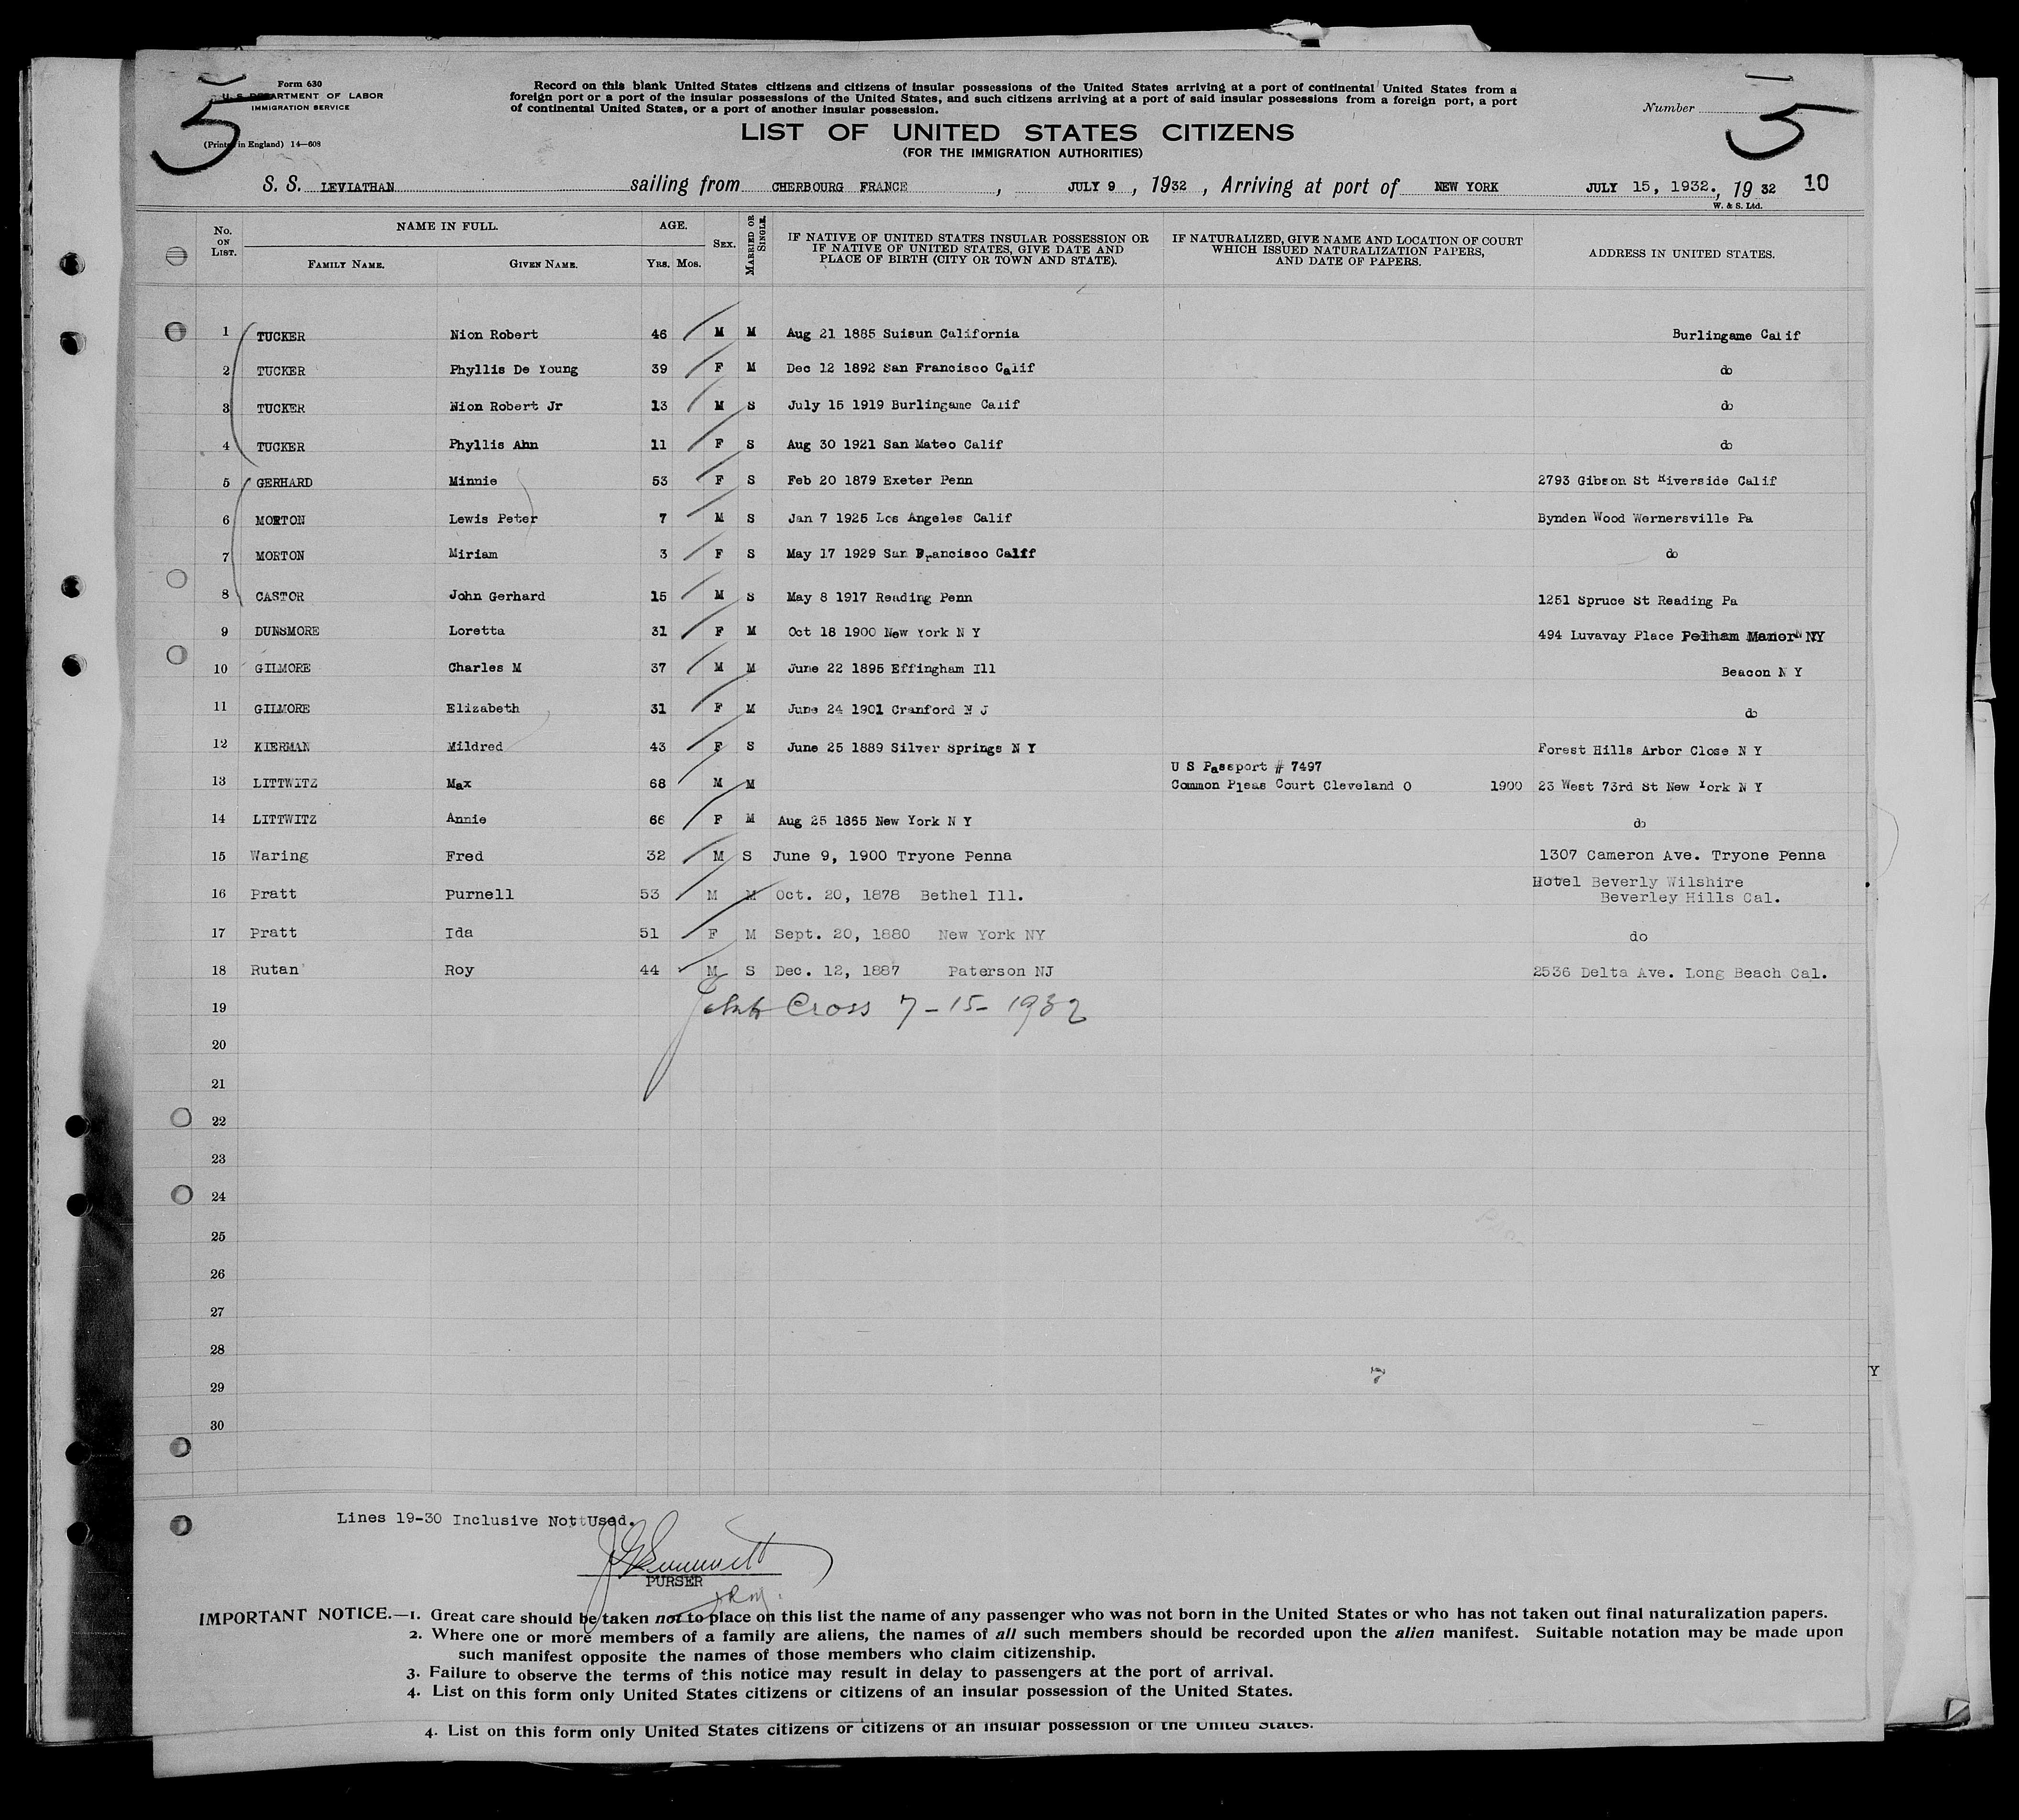 5
Form 630
U. S. DEPARTMENT OF LABOR
IMMIGRATION SERVICE
(Printed in England) 14—608
Record on this blank United States citizens and citizens of insular possessions of the United States arriving at a port of continental United States from a
foreign port or a port of the insular possessions of the United States, and such citizens arriving at a port of said insular possessions from a foreign port, a port
of continental United States, or a port of another insular possession.
Number
5
LIST OF UNITED STATES CITIZENS
(FOR THE IMMIGRATION AUTHORITIES)
S. S. LEVIATHAN sailing from CHERBOURG FRANCE , JULY 9 , 1932 , Arriving at port of NEW YORK JULY 15, 1932., 19 32 10
W. & S. Ltd.
No. ON LIST. NAME IN FULL. FAMILY NAME. GIVEN NAME. AGE. YRS. MOS. SEX. MARRIED OR SINGLE. IF NATIVE OF UNITED STATES INSULAR POSSESSION OR IF NATIVE OF UNITED STATES, GIVE DATE AND PLACE OF BIRTH (CITY OR TOWN AND STATE). IF NATURALIZED, GIVE NAME AND LOCATION OF COURT WHICH ISSUED NATURALIZATION PAPERS, AND DATE OF PAPERS. ADDRESS IN UNITED STATES.
1 TUCKER Nion Robert 46 M M Aug 21 1885 Suisun California Burlingame Calif
2 TUCKER Phyllis De Young 39 F M Dec 12 1892 San Francisco Calif do
3 TUCKER Nion Robert Jr 13 M S July 15 1919 Burlingame Calif do
4 TUCKER Phyllis Ann 11 F S Aug 30 1921 San Mateo Calif do
5 GERHARD Minnie 53 F S Feb 20 1879 Exeter Penn 2793 Gibson St Riverside Calif
6 MORTON Lewis Peter 7 M S Jan 7 1925 Los Angeles Calif Bynden Wood Wernersville Pa
7 MORTON Miriam 3 F S May 17 1929 San Francisco Calif do
8 CASTOR John Gerhard 15 M S May 8 1917 Reading Penn 1251 Spruce St Reading Pa
9 DUNSMORE Loretta 31 F M Oct 18 1900 New York N Y 494 Luvavay Place Pelham Manor NY
10 GILMORE Charles M 37 M M June 22 1895 Effingham Ill Beacon N Y
11 GILMORE Elizabeth 31 F M June 24 1901 Cranford N J do
12 KIERMAN Mildred 43 F S June 25 1889 Silver Springs N Y Forest Hills Arbor Close N Y
U S Passport # 7497
13 LITTWITZ Max 68 M M Common Pleas Court Cleveland O 1900 23 West 73rd St New York N Y
14 LITTWITZ Annie 66 F M Aug 25 1865 New York N Y do
15 Waring Fred 32 M S June 9, 1900 Tryone Penna 1307 Cameron Ave. Tryone Penna
16 Pratt Purnell 53 M M Oct. 20, 1878 Bethel Ill. Hotel Beverly Wilshire
Beverley Hills Cal.
17 Pratt Ida 51 F M Sept. 20, 1880 New York NY do
18 Rutan Roy 44 M S Dec. 12, 1887 Paterson NJ 2536 Delta Ave. Long Beach Cal.
19 Cross 7-15-1932
20
21
22
23
24
25
26
27
28
29
30
Y
Lines 19-30 Inclusive Not Used.
PURSER
IMPORTANT NOTICE.—1. Great care should be taken not to place on this list the name of any passenger who was not born in the United States or who has not taken out final naturalization papers.
2. Where one or more members of a family are aliens, the names of all such members should be recorded upon the alien manifest. Suitable notation may be made upon
such manifest opposite the names of those members who claim citizenship.
3. Failure to observe the terms of this notice may result in delay to passengers at the port of arrival.
4. List on this form only United States citizens or citizens of an insular possession of the United States.
4. List on this form only United States citizens or citizens of an insular possession of the United States.